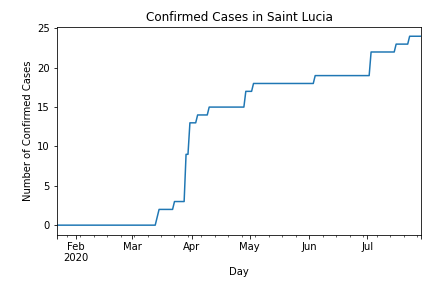 Confirmed Cases in Saint Lucia
Number of Confirmed Cases
25
20
15
10
5
0
Feb Mar Apr May Jun Jul
2020
Day